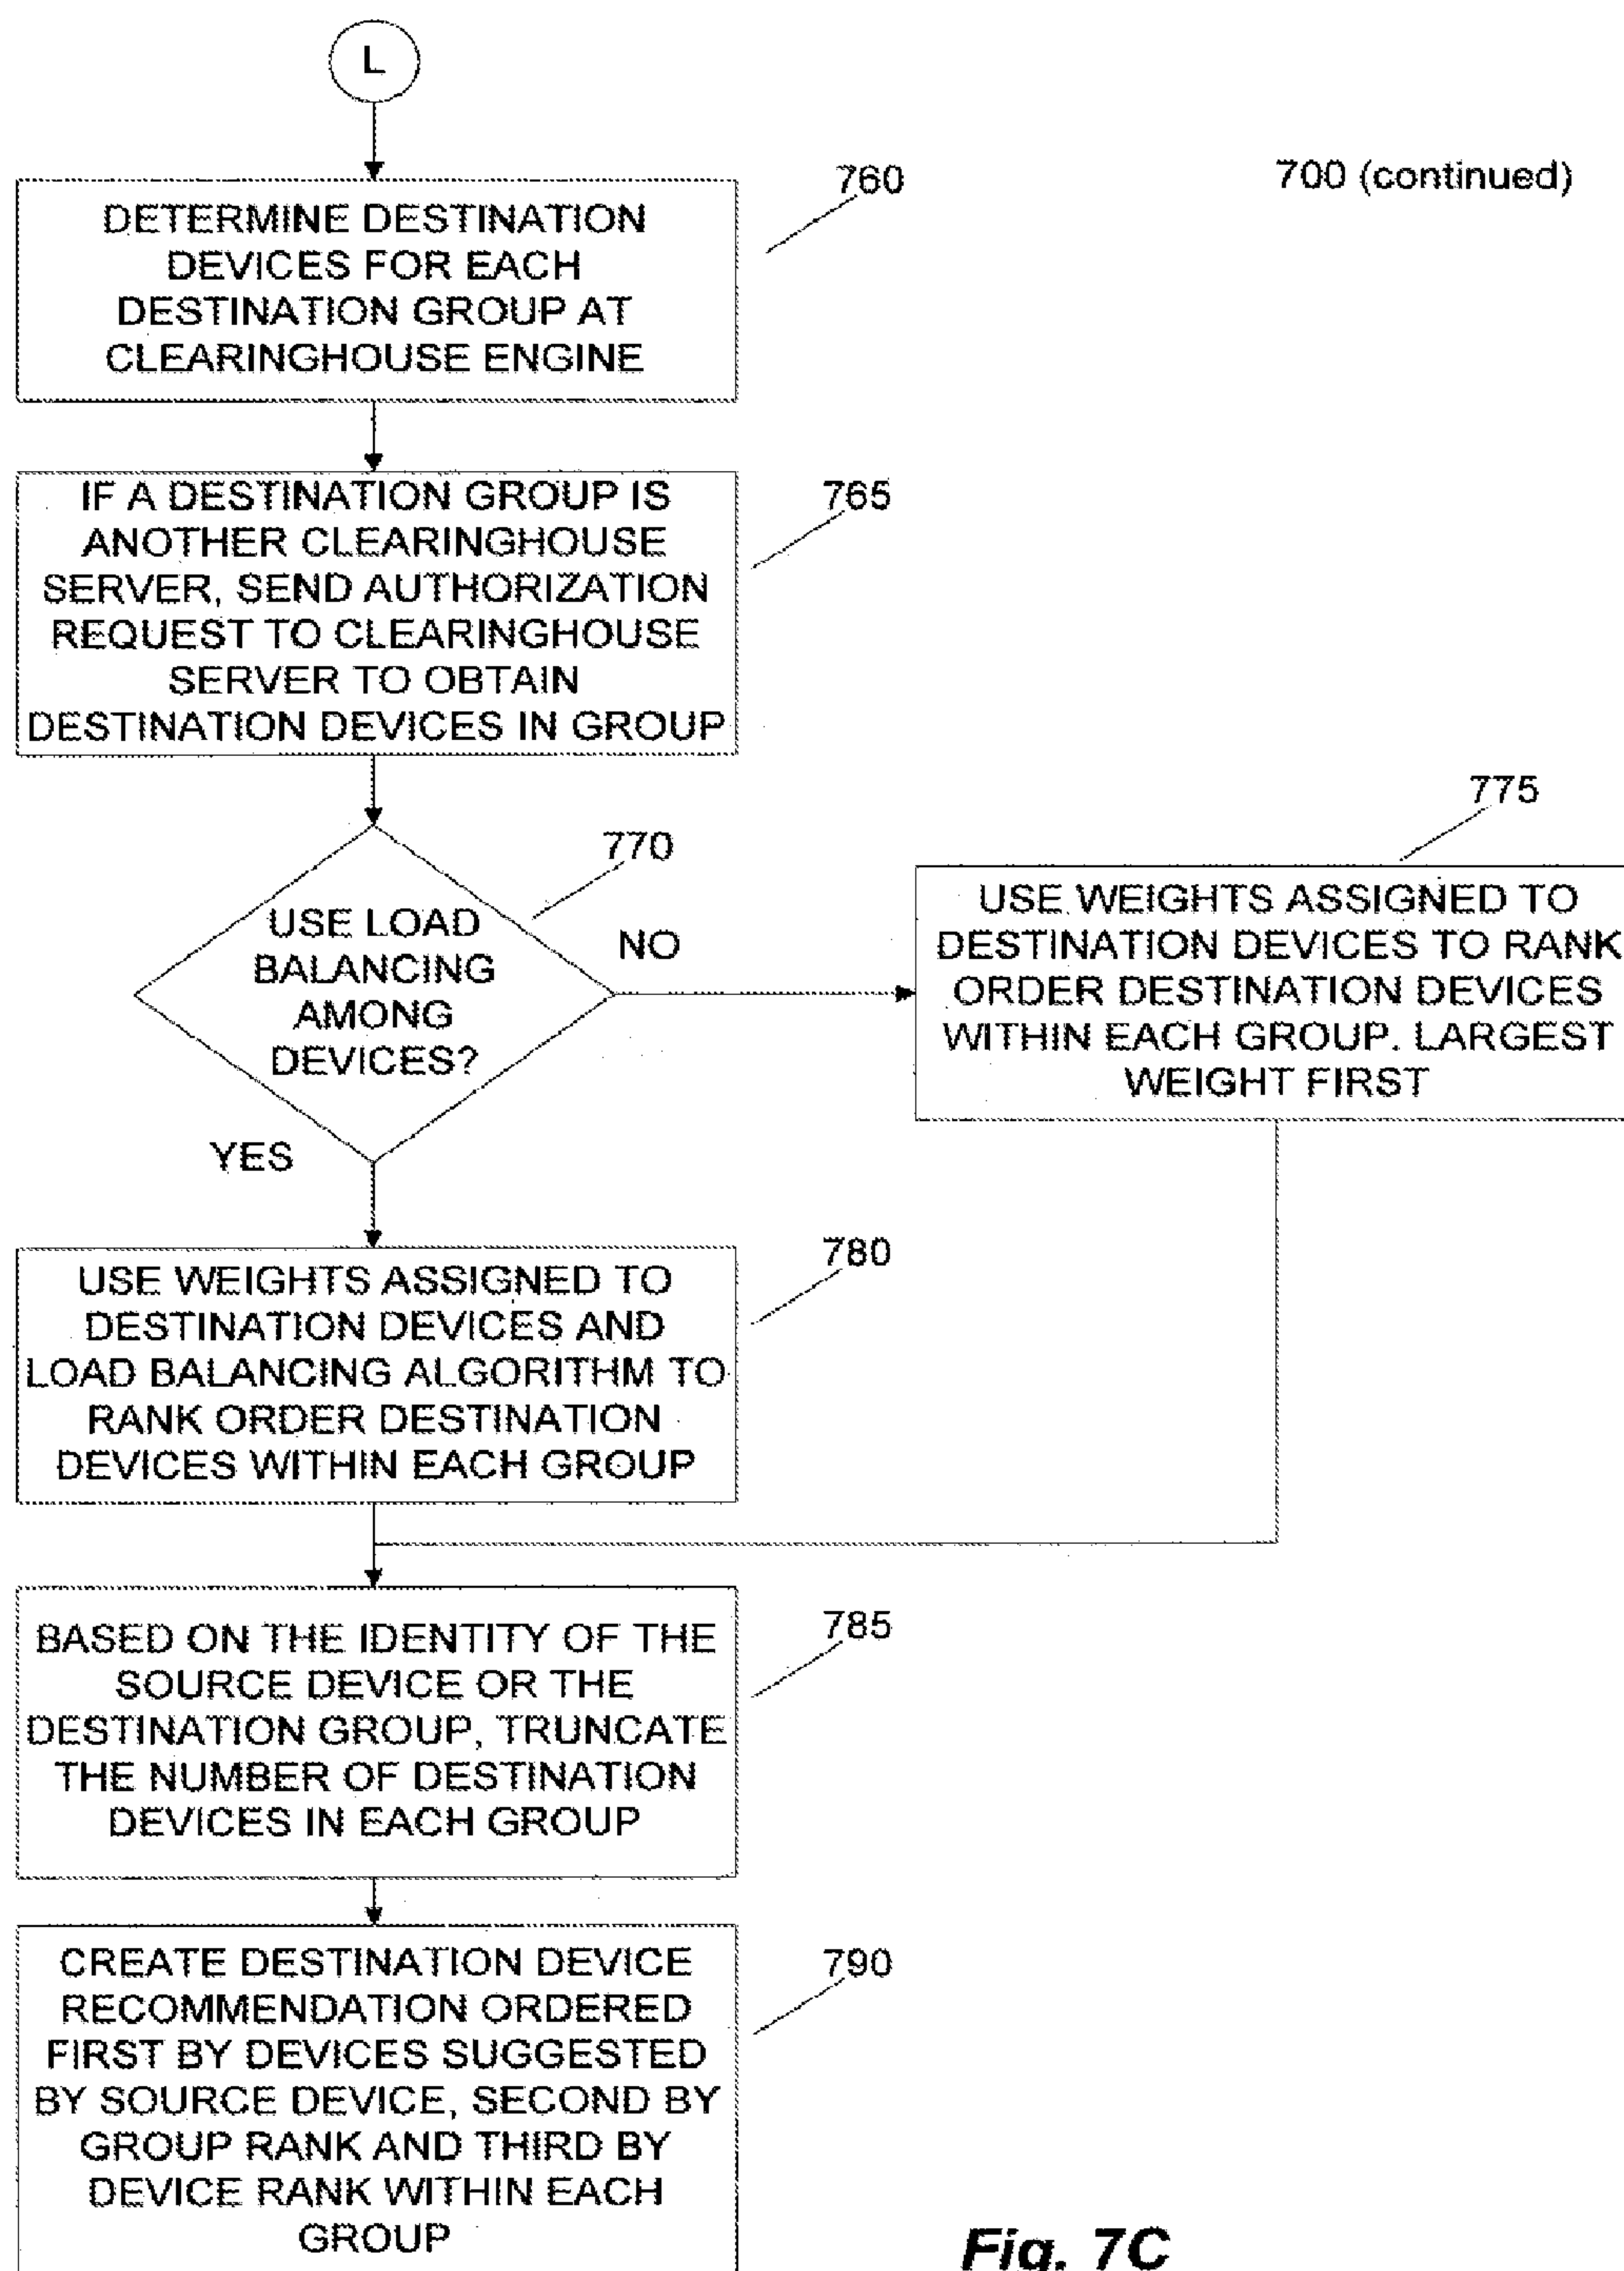 L
700 (continued)
760
DETERMINE DESTINATION
DEVICES FOR EACH
DESTINATION GROUP AT
CLEARINGHOUSE ENGINE
765
IF A DESTINATION GROUP IS
ANOTHER CLEARINGHOUSE
SERVER, SEND AUTHORIZATION
REQUEST TO CLEARINGHOUSE
SERVER TO OBTAIN
DESTINATION DEVICES IN GROUP
770
USE LOAD
BALANCING
AMONG
DEVICES?
NO
YES
775
USE WEIGHTS ASSIGNED TO
DESTINATION DEVICES TO RANK
ORDER DESTINATION DEVICES
WITHIN EACH GROUP. LARGEST
WEIGHT FIRST
780
USE WEIGHTS ASSIGNED TO
DESTINATION DEVICES AND
LOAD BALANCING ALGORITHM TO
RANK ORDER DESTINATION
DEVICES WITHIN EACH GROUP
785
BASED ON THE IDENTITY OF THE
SOURCE DEVICE OR THE
DESTINATION GROUP, TRUNCATE
THE NUMBER OF DESTINATION
DEVICES IN EACH GROUP
790
CREATE DESTINATION DEVICE
RECOMMENDATION ORDERED
FIRST BY DEVICES SUGGESTED
BY SOURCE DEVICE, SECOND BY
GROUP RANK AND THIRD BY
DEVICE RANK WITHIN EACH
GROUP
Fig. 7C